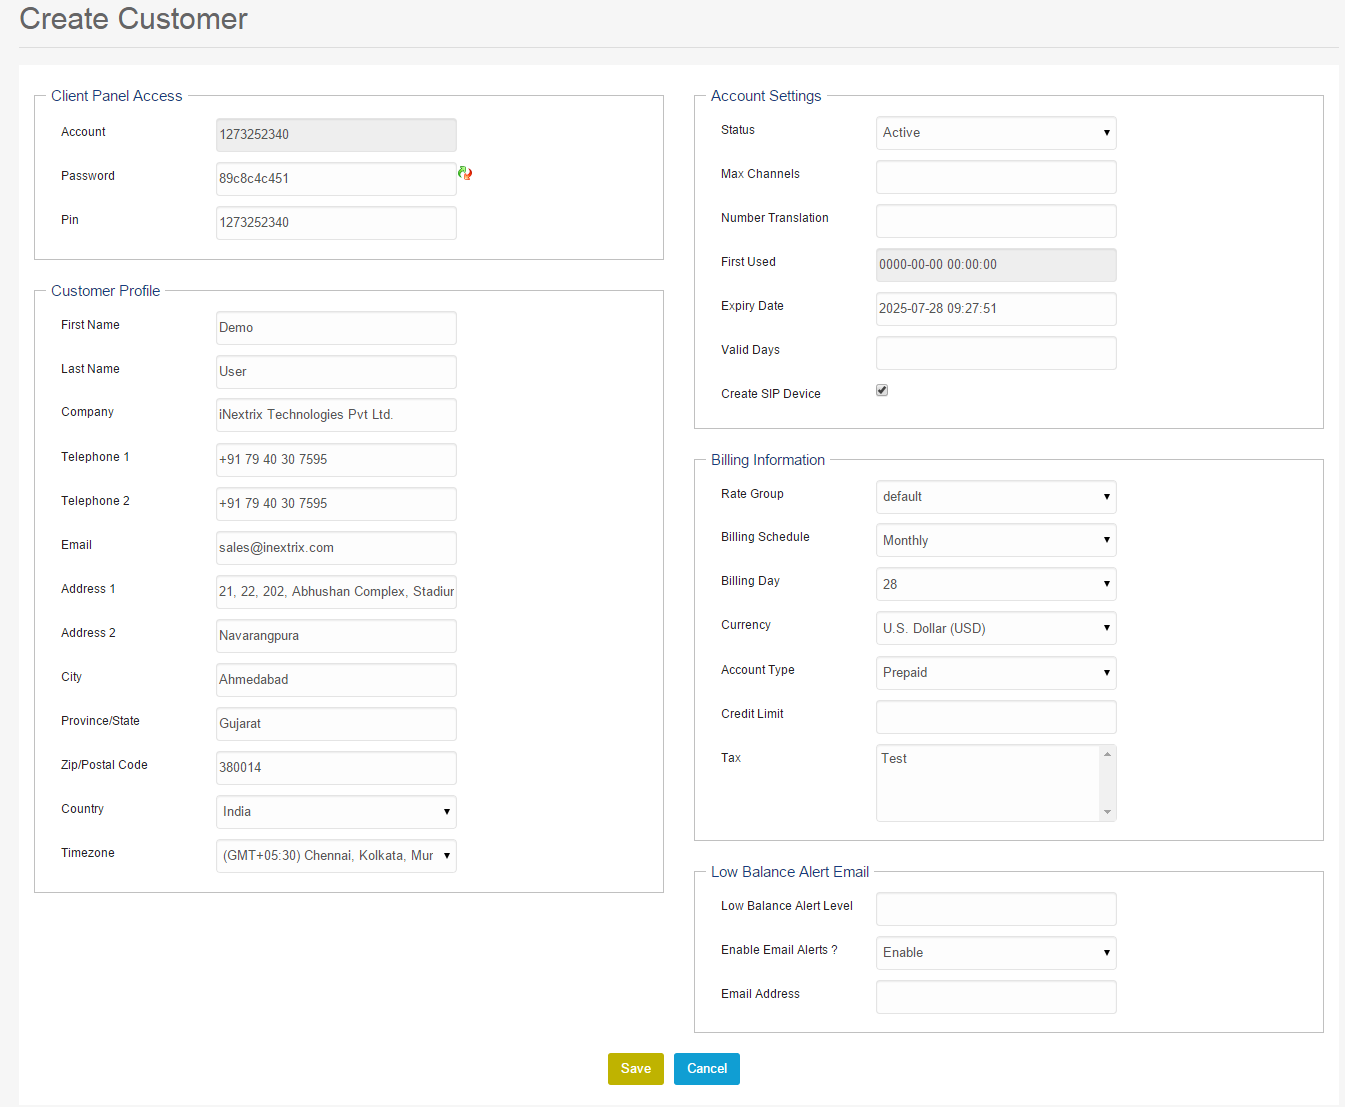 Create Customer
Client Panel Access
Account
1273252340
Password
89c8c4c451
Pin
1273252340
Customer Profile
First Name
Demo
Last Name
User
Company
iNextrix Technologies Pvt Ltd.
Telephone 1
+91 79 40 30 7595
Telephone 2
+91 79 40 30 7595
Email
sales@inextrix.com
Address 1
21, 22, 202, Abhushan Complex, Stadiur
Address 2
Navarangpura
City
Ahmedabad
Province/State
Gujarat
Zip/Postal Code
380014
Country
India
Timezone
(GMT+05:30) Chennai, Kolkata, Mur
Account Settings
Status
Active
Max Channels
Number Translation
First Used
0000-00-00 00:00:00
Expiry Date
2025-07-28 09:27:51
Valid Days
Create SIP Device
Billing Information
Rate Group
default
Billing Schedule
Monthly
Billing Day
28
Currency
U.S. Dollar (USD)
Account Type
Prepaid
Credit Limit
Tax
Test
Low Balance Alert Email
Low Balance Alert Level
Enable Email Alerts ?
Enable
Email Address
Save
Cancel